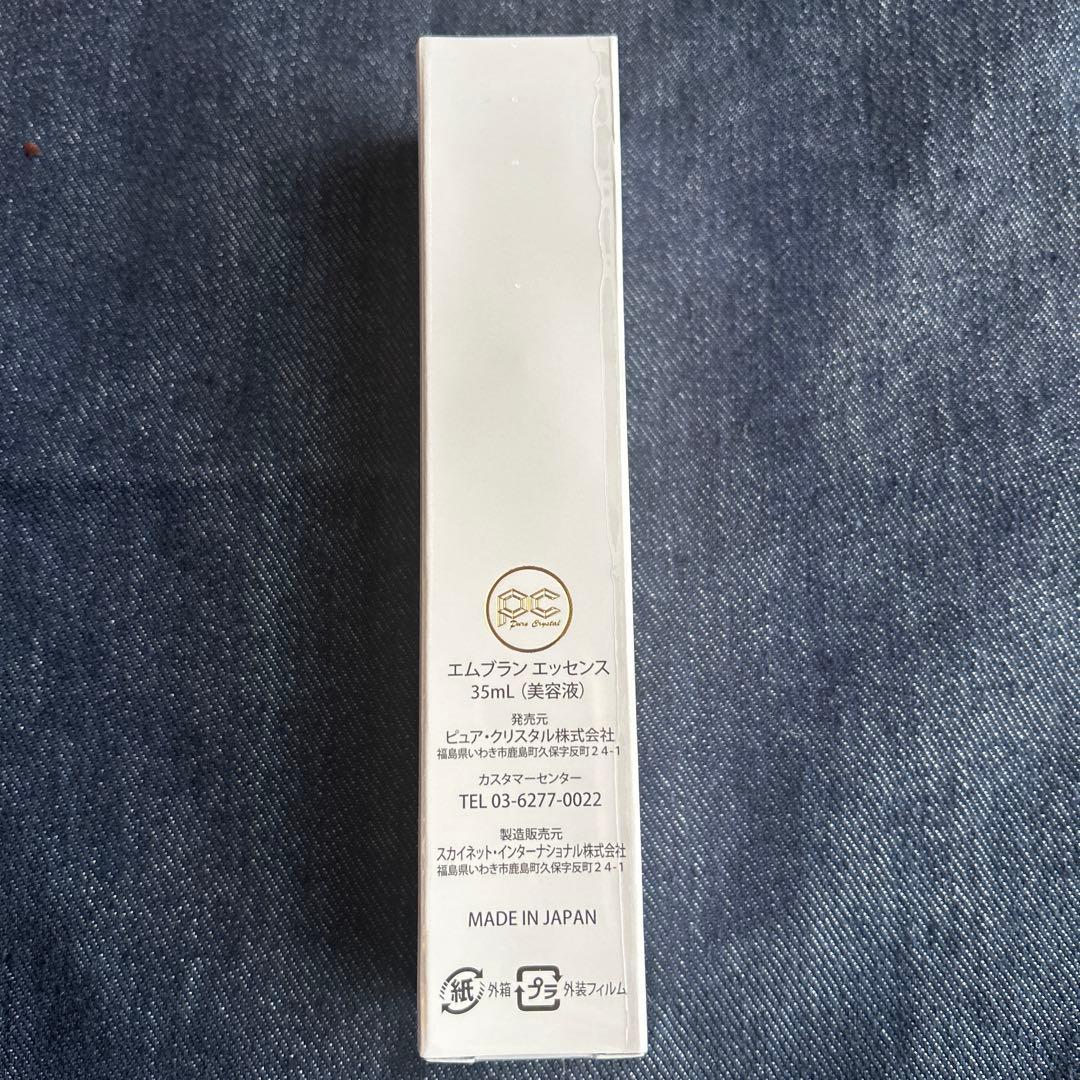 pc
Pure Crystal
エムブラン エッセンス
35mL（美容液）
発売元
ピュア・クリスタル株式会社
福島県いわき市鹿島町久保字反町２４-１
カスタマーセンター
TEL 03-6277-0022
製造販売元
スカイネット・インターナショナル株式会社
福島県いわき市鹿島町久保字反町２４-１
MADE IN JAPAN
紙 外箱 プラ 外装フィルム